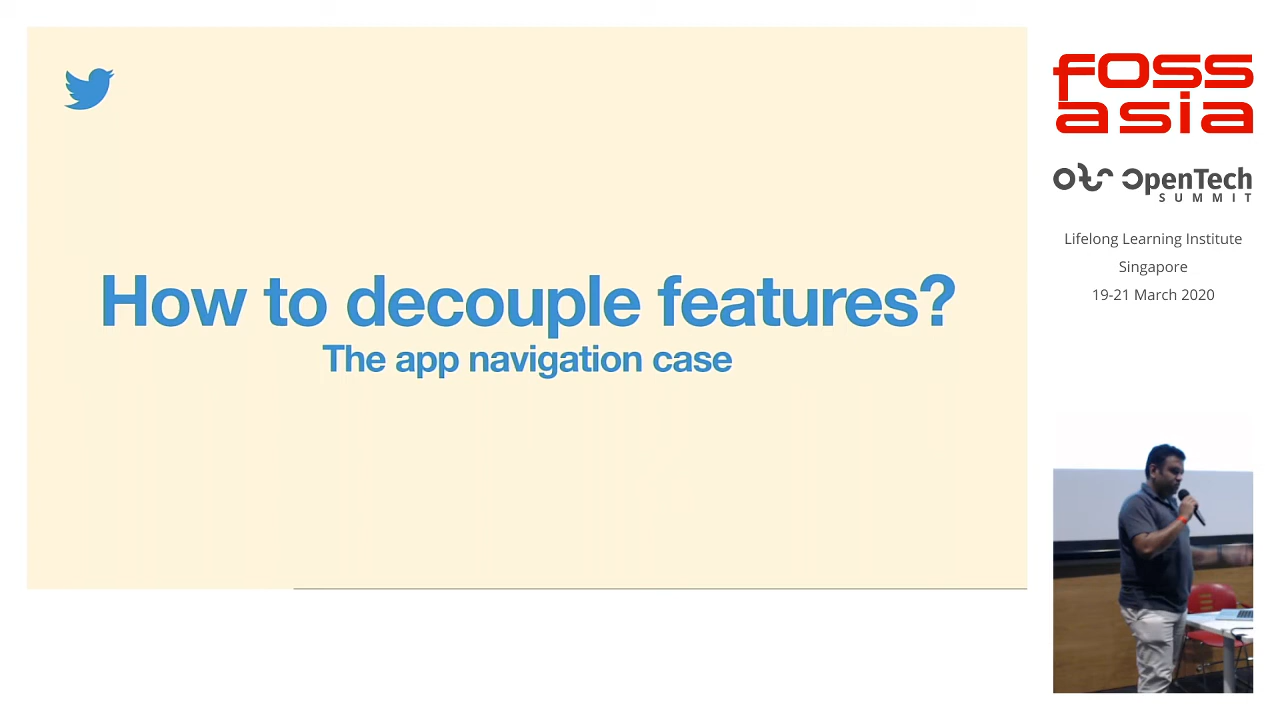 How to decouple features?
The app navigation case
foss
asia
OpenTech
SUMMIT
Lifelong Learning Institute
Singapore
19-21 March 2020